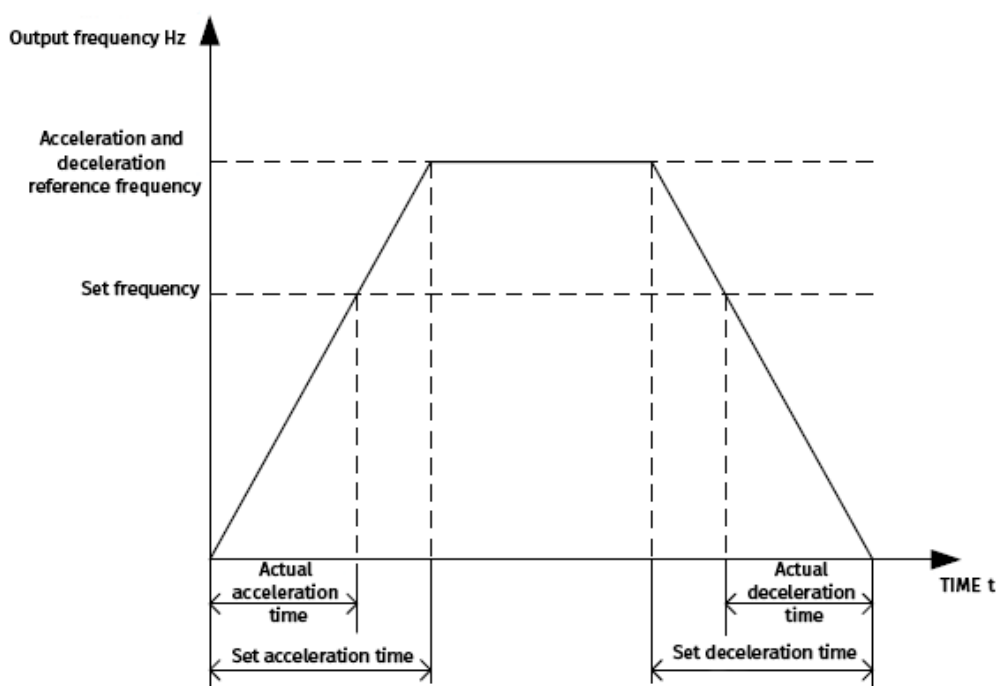 Output frequency Hz
Acceleration and
deceleration
reference frequency
Set frequency
Actual
acceleration
time
Actual
deceleration
time
TIME t
Set acceleration time
Set deceleration time